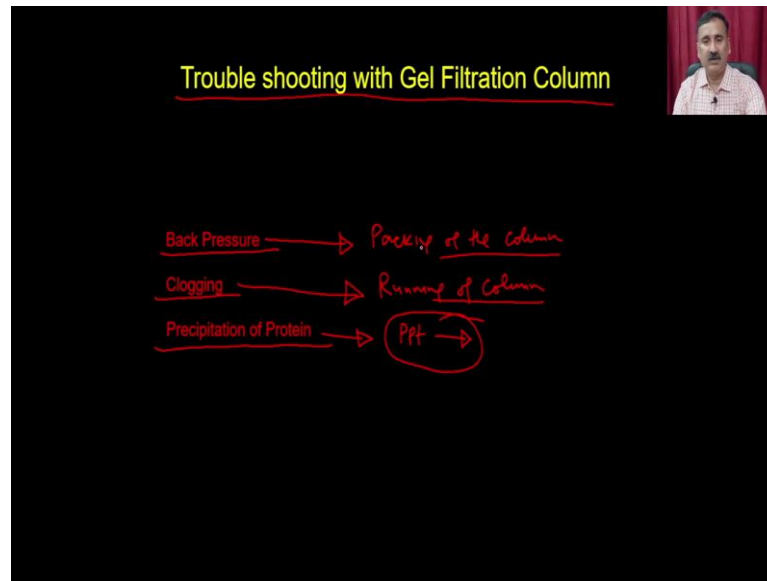 Trouble shooting with Gel Filtration Column
Back Pressure → Packing of the column
Clogging → Running of column
Precipitation of Protein → Ppt →